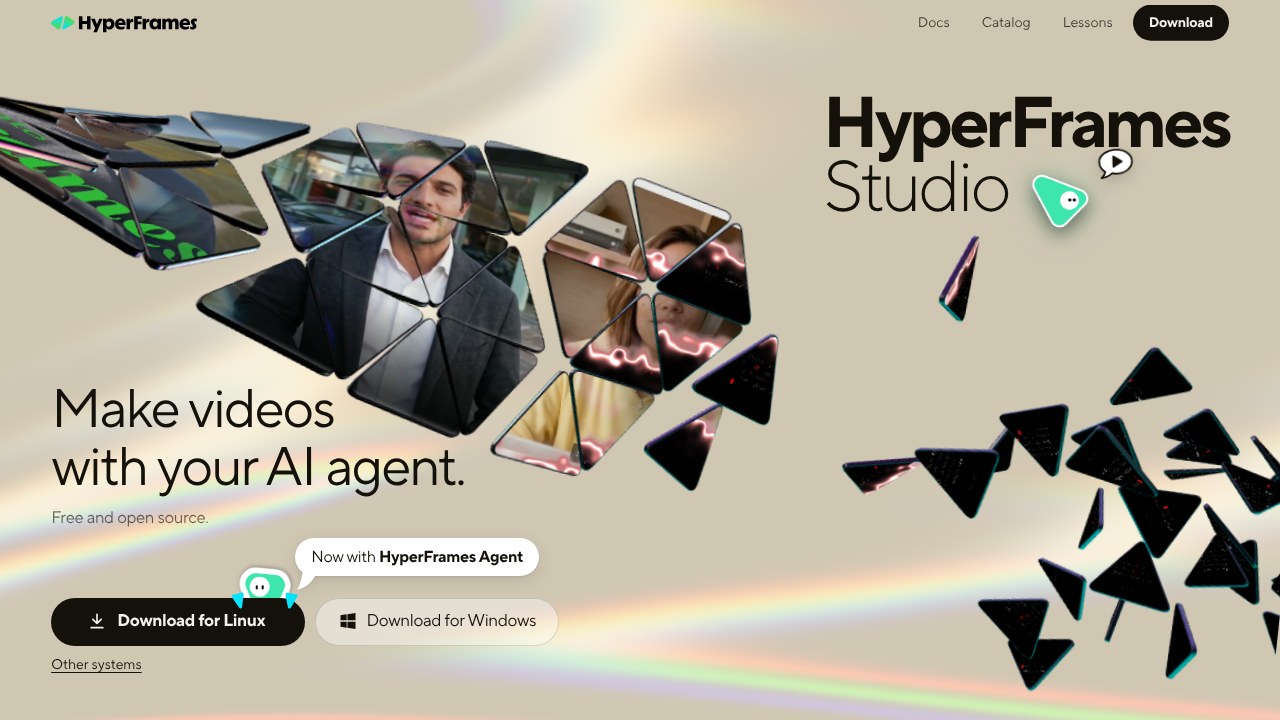 HyperFrames
Docs
Catalog
Lessons
Download
HyperFrames
Studio
ames
Make videos
with your AI agent.
Free and open source.
Now with HyperFrames Agent
Download for Linux
Download for Windows
Other systems